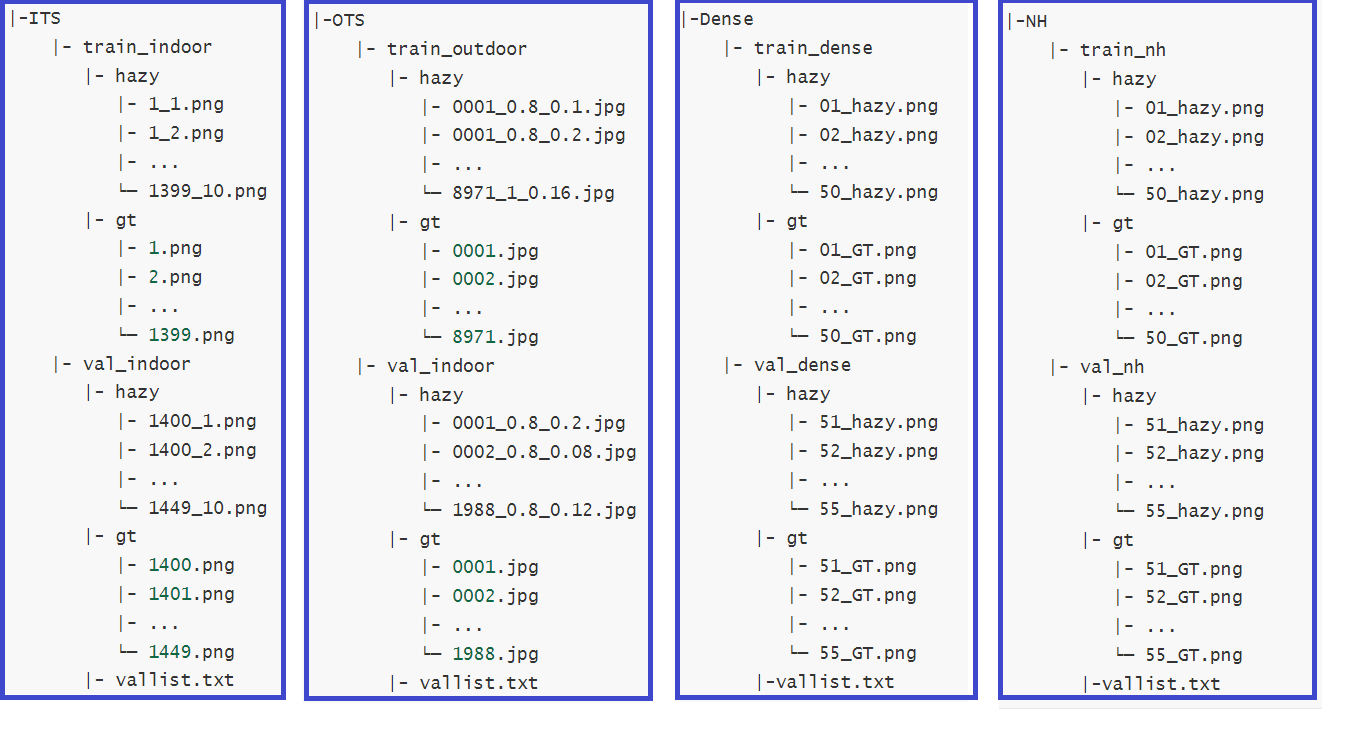 |-ITS
|- train_indoor
|- hazy
|- 1_1.png
|- 1_2.png
|- ...
└─ 1399_10.png
|- gt
|- 1.png
|- 2.png
|- ...
└─ 1399.png
|- val_indoor
|- hazy
|- 1400_1.png
|- 1400_2.png
|- ...
└─ 1449_10.png
|- gt
|- 1400.png
|- 1401.png
|- ...
└─ 1449.png
|- vallist.txt
|-OTS
|- train_outdoor
|- hazy
|- 0001_0.8_0.1.jpg
|- 0001_0.8_0.2.jpg
|- ...
└─ 8971_1_0.16.jpg
|- gt
|- 0001.jpg
|- 0002.jpg
|- ...
└─ 8971.jpg
|- val_indoor
|- hazy
|- 0001_0.8_0.2.jpg
|- 0002_0.8_0.08.jpg
|- ...
└─ 1988_0.8_0.12.jpg
|- gt
|- 0001.jpg
|- 0002.jpg
|- ...
└─ 1988.jpg
|- vallist.txt
|-Dense
|- train_dense
|- hazy
|- 01_hazy.png
|- 02_hazy.png
|- ...
└─ 50_hazy.png
|- gt
|- 01_GT.png
|- 02_GT.png
|- ...
└─ 50_GT.png
|- val_dense
|- hazy
|- 51_hazy.png
|- 52_hazy.png
|- ...
└─ 55_hazy.png
|- gt
|- 51_GT.png
|- 52_GT.png
|- ...
└─ 55_GT.png
|-vallist.txt
|-NH
|- train_nh
|- hazy
|- 01_hazy.png
|- 02_hazy.png
|- ...
└─ 50_hazy.png
|- gt
|- 01_GT.png
|- 02_GT.png
|- ...
└─ 50_GT.png
|- val_nh
|- hazy
|- 51_hazy.png
|- 52_hazy.png
|- ...
└─ 55_hazy.png
|- gt
|- 51_GT.png
|- 52_GT.png
|- ...
└─ 55_GT.png
|-vallist.txt